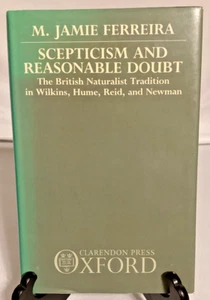 M. JAMIE FERREIRA
SCEPTICISM AND
REASONABLE DOUBT
The British Naturalist Tradition
in Wilkins, Hume, Reid, and Newman
CLARENDON PRESS
OXFORD